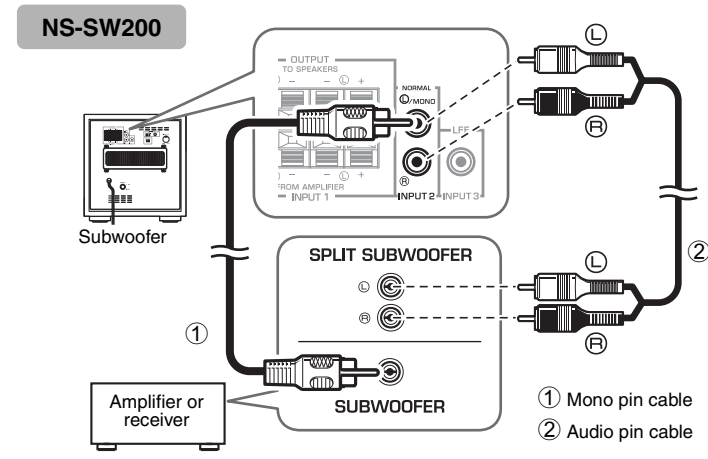 NS-SW200
OUTPUT
TO SPEAKERS
– – Ⓛ +
NORMAL
Ⓛ/MONO
LFE
Ⓡ
– – Ⓛ +
FROM AMPLIFIER
INPUT 1
INPUT 2
INPUT 3
Ⓛ
Ⓡ
Subwoofer
SPLIT SUBWOOFER
Ⓛ
Ⓡ
Ⓛ
Ⓡ
②
①
SUBWOOFER
Amplifier or
receiver
① Mono pin cable
② Audio pin cable